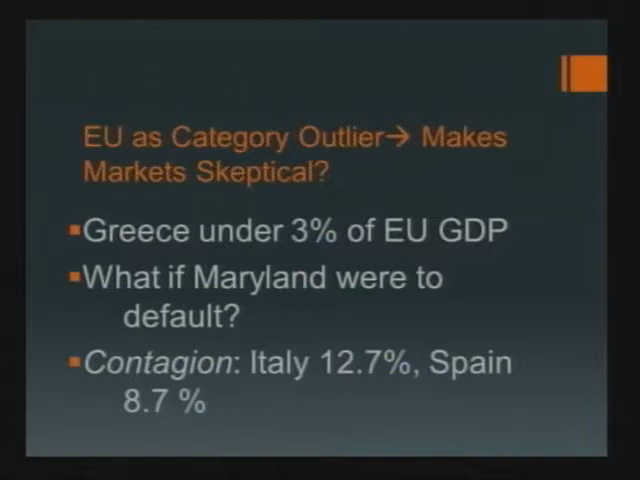 EU as Category Outlier→ Makes
Markets Skeptical?
▪Greece under 3% of EU GDP
▪What if Maryland were to
default?
▪Contagion: Italy 12.7%, Spain
8.7 %